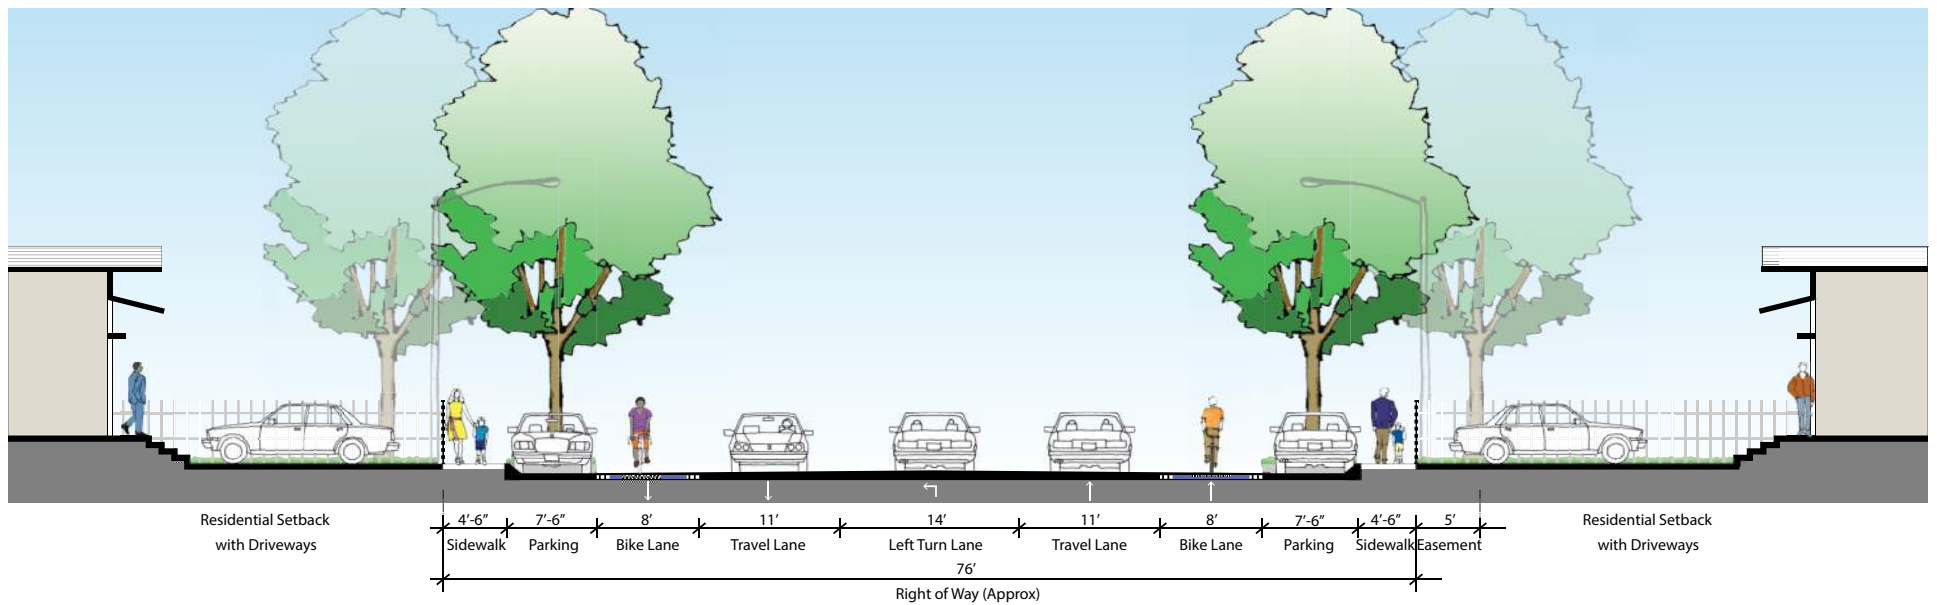 4’-6” 7’-6” 8’ 11’ 14’ 11’ 8’ 7’-6” 4’-6” 5’
Residential Setback
with Driveways
Sidewalk Parking Bike Lane Travel Lane Left Turn Lane Travel Lane Bike Lane Parking Sidewalk Easement
Residential Setback
with Driveways
76’
Right of Way (Approx)